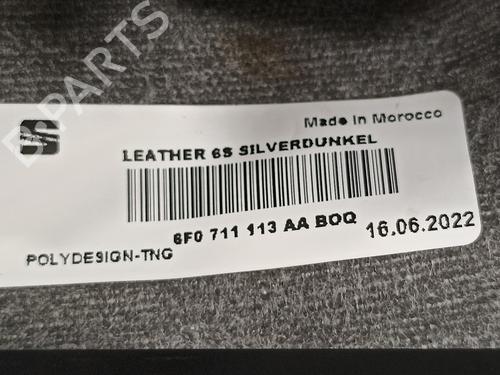 B-PARTS
Made in Morocco
LEATHER 6S SILVERDUNKEL
6F0 711 113 AA BOQ
16.06.2022
POLYDESIGN-TNG